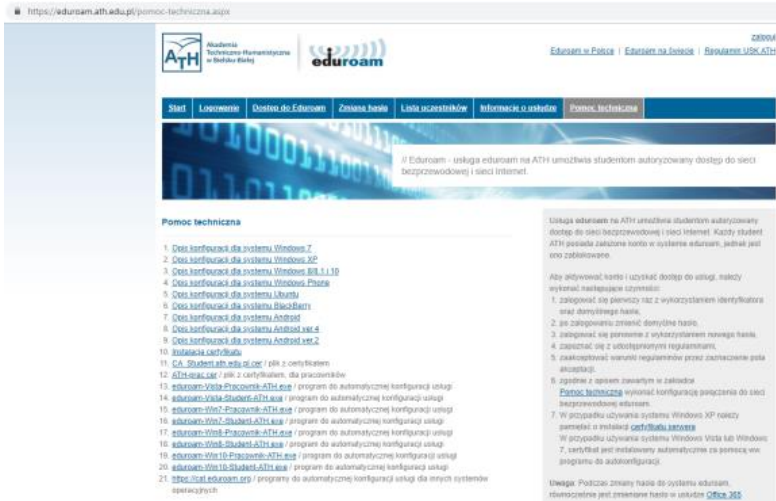 https://eduroam.ath.edu.pl/pomoc-techniczna.aspx
zaloguj
Akademia
Techniczno-Humanistyczna
w Bielsku-Białej
ATH
eduroam
Eduroam w Polsce | Eduroam na świecie | Regulamin USK ATH
Start Logowanie Dostęp do Eduroam Zmiana hasła Lista uczestników Informacje o usłudze Pomoc techniczna
// Eduroam - usługa eduroam na ATH umożliwia studentom autoryzowany dostęp do sieci
bezprzewodowej i sieci Internet.
Pomoc techniczna
1. Opis konfiguracji dla systemu Windows 7
2. Opis konfiguracji dla systemu Windows XP
3. Opis konfiguracji dla systemu Windows 8/8.1 i 10
4. Opis konfiguracji dla systemu Windows Phone
5. Opis konfiguracji dla systemu Ubuntu
6. Opis konfiguracji dla systemu BlackBerry
7. Opis konfiguracji dla systemu Android
8. Opis konfiguracji dla systemu Android ver.4
9. Opis konfiguracji dla systemu Android ver.2
10. Instalacja certyfikatu
11. CA_Student.ath.edu.pl.cer / plik z certyfikatem
12. ATH-prac.cer / plik z certyfikatem, dla pracowników
13. eduroam-Vista-Pracownik-ATH.exe / program do automatycznej konfiguracji usługi
14. eduroam-Vista-Student-ATH.exe / program do automatycznej konfiguracji usługi
15. eduroam-Win7-Pracownik-ATH.exe / program do automatycznej konfiguracji usługi
16. eduroam-Win7-Student-ATH.exe / program do automatycznej konfiguracji usługi
17. eduroam-Win8-Pracownik-ATH.exe / program do automatycznej konfiguracji usługi
18. eduroam-Win8-Student-ATH.exe / program do automatycznej konfiguracji usługi
19. eduroam-Win10-Pracownik-ATH.exe / program do automatycznej konfiguracji usługi
20. eduroam-Win10-Student-ATH.exe / program do automatycznej konfiguracji usługi
21. https://cat.eduroam.org / programy do automatycznej konfiguracji usługi dla innych systemów
operacyjnych
Usługa eduroam na ATH umożliwia studentom autoryzowany
dostęp do sieci bezprzewodowej i sieci Internet. Każdy student
ATH posiada założone konto w systemie eduroam, jednak jest
ono zablokowane.
Aby aktywować konto i uzyskać dostęp do usługi, należy
wykonać następujące czynności:
1. zalogować się pierwszy raz z wykorzystaniem identyfikatora
oraz domyślnego hasła,
2. po zalogowaniu zmienić domyślne hasło,
3. zalogować się ponownie z wykorzystaniem nowego hasła,
4. zapoznać się z udostępnionymi regulaminami,
5. zaakceptować warunki regulaminów przez zaznaczenie pola
akceptacji,
6. zgodnie z opisem zawartym w zakładce
Pomoc techniczna wykonać konfigurację połączenia do sieci
bezprzewodowej eduroam.
7. W przypadku używania systemu Windows XP należy
pamiętać o instalacji certyfikatu serwera
W przypadku używania systemu Windows Vista lub Windows
7, certyfikat jest instalowany automatycznie za pomocą ww.
programu do autokonfiguracji.
Uwaga: Podczas zmiany hasła do systemu eduroam,
równocześnie jest zmieniane hasło w usłudze Office 365